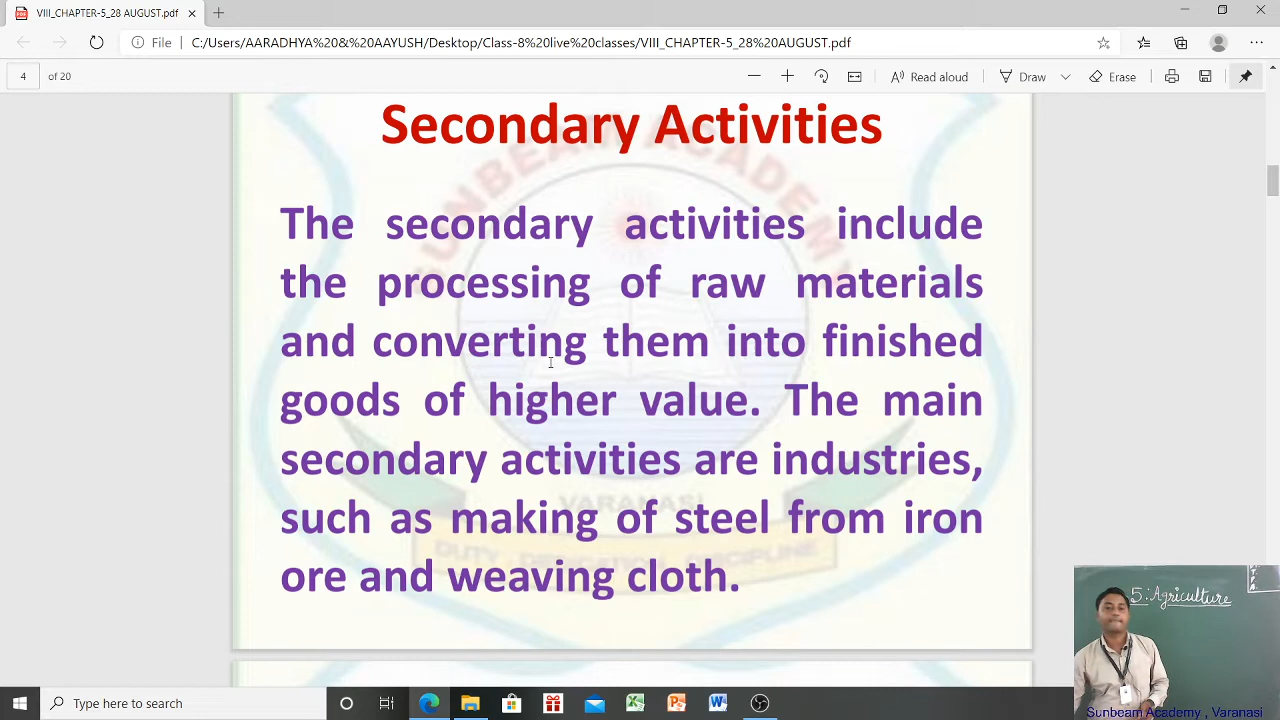 VIII_CHAPTER-5_28 AUGUST.pdf
File
C:/Users/AARADHYA%20&%20AAYUSH/Desktop/Class-8%20live%20classes/VIII_CHAPTER-5_28%20AUGUST.pdf
4 of 20
Read aloud
Draw
Erase
SUNBEAM ACADEMY
Secondary Activities
The secondary activities include
the processing of raw materials
and converting them into finished
goods of higher value. The main
secondary activities are industries,
such as making of steel from iron
ore and weaving cloth.
VARANASI
5:Agriculture
Sunbeam Academy , Varanasi
Type here to search